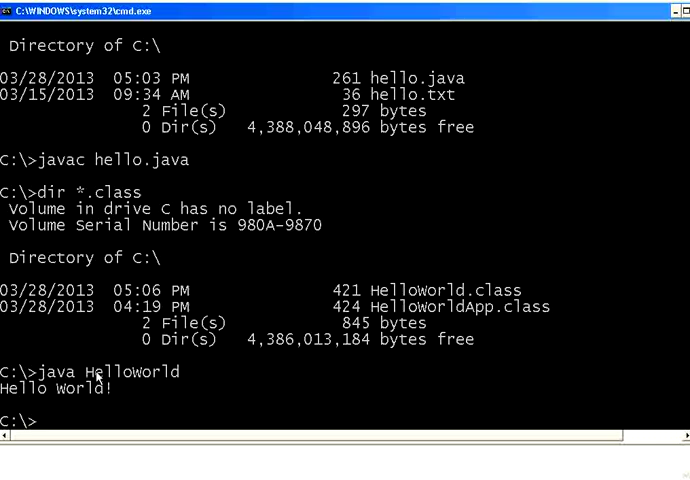 C:\WINDOWS\system32\cmd.exe
Directory of C:\
03/28/2013  05:03 PM               261 hello.java
03/15/2013  09:34 AM                36 hello.txt
2 File(s)            297 bytes
0 Dir(s)   4,388,048,896 bytes free
C:\>javac hello.java
C:\>dir *.class
Volume in drive C has no label.
Volume Serial Number is 980A-9870
Directory of C:\
03/28/2013  05:06 PM               421 HelloWorld.class
03/28/2013  04:19 PM               424 HelloWorldApp.class
2 File(s)            845 bytes
0 Dir(s)   4,386,013,184 bytes free
C:\>java HelloWorld
Hello World!
C:\>